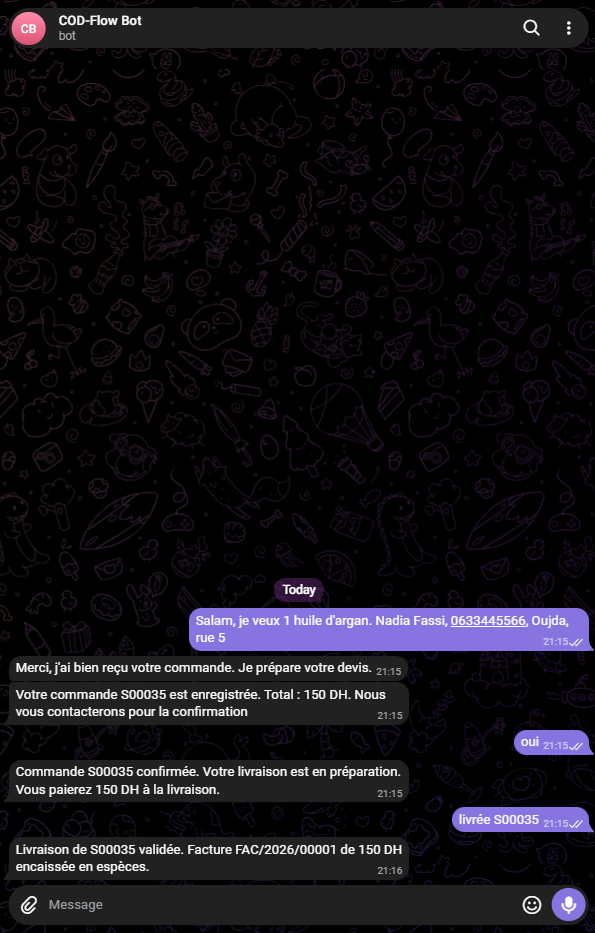 CB
COD-Flow Bot
bot
Today
Salam, je veux 1 huile d'argan. Nadia Fassi, 0633445566, Oujda,
rue 5
21:15
Merci, j'ai bien reçu votre commande. Je prépare votre devis. 21:15
Votre commande S00035 est enregistrée. Total : 150 DH. Nous
vous contacterons pour la confirmation
21:15
oui 21:15
Commande S00035 confirmée. Votre livraison est en préparation.
Vous paierez 150 DH à la livraison.
21:15
livrée S00035 21:15
Livraison de S00035 validée. Facture FAC/2026/00001 de 150 DH
encaissée en espèces.
21:16
Message